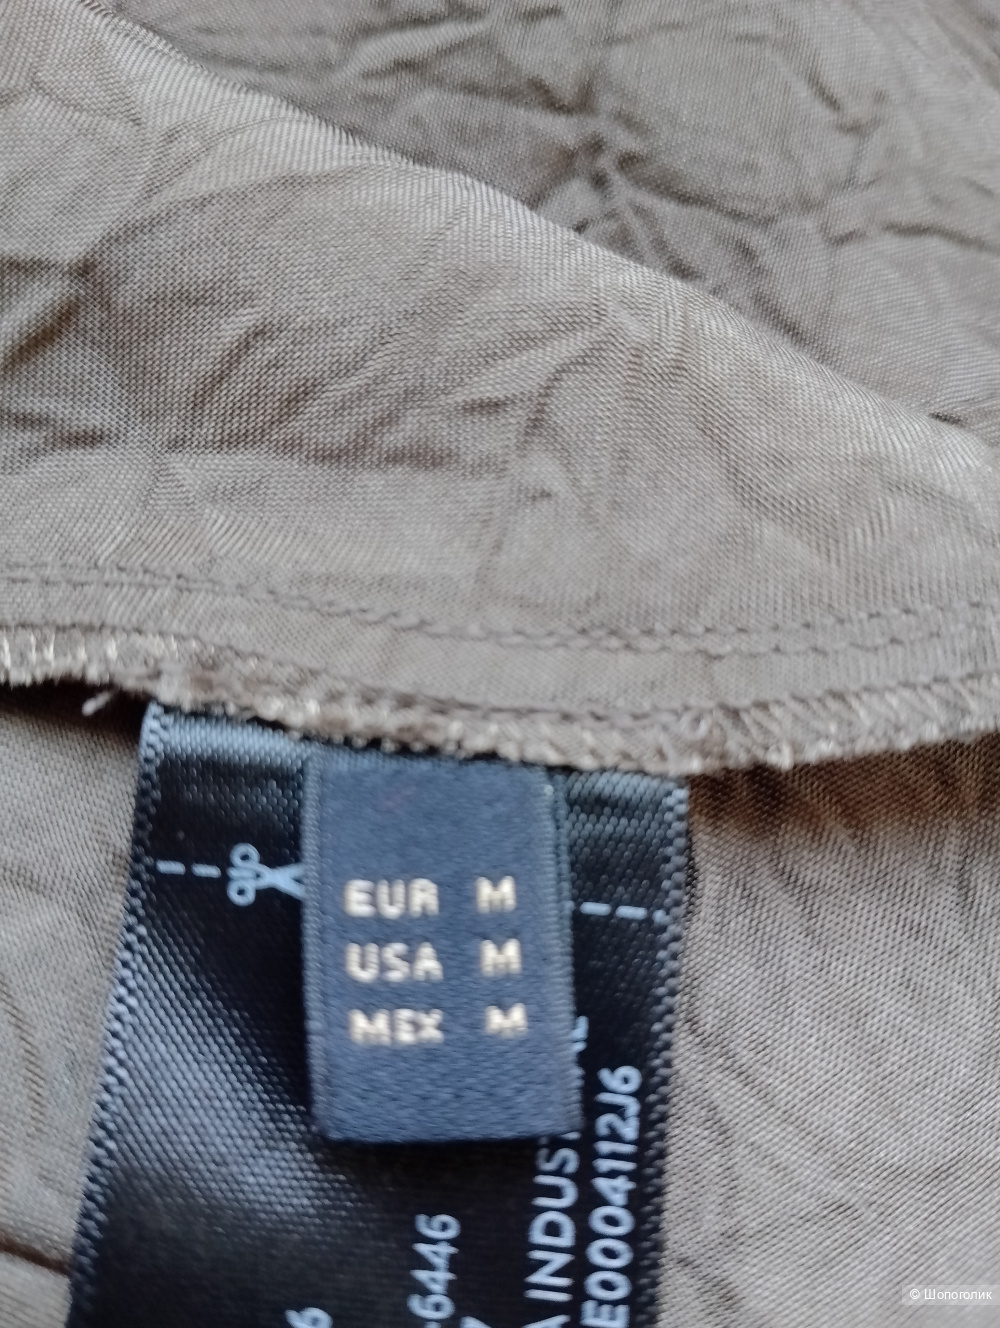 EUR M
USA M
MEX M
INDUST
E0004112J6
-6446
© Шопоголик